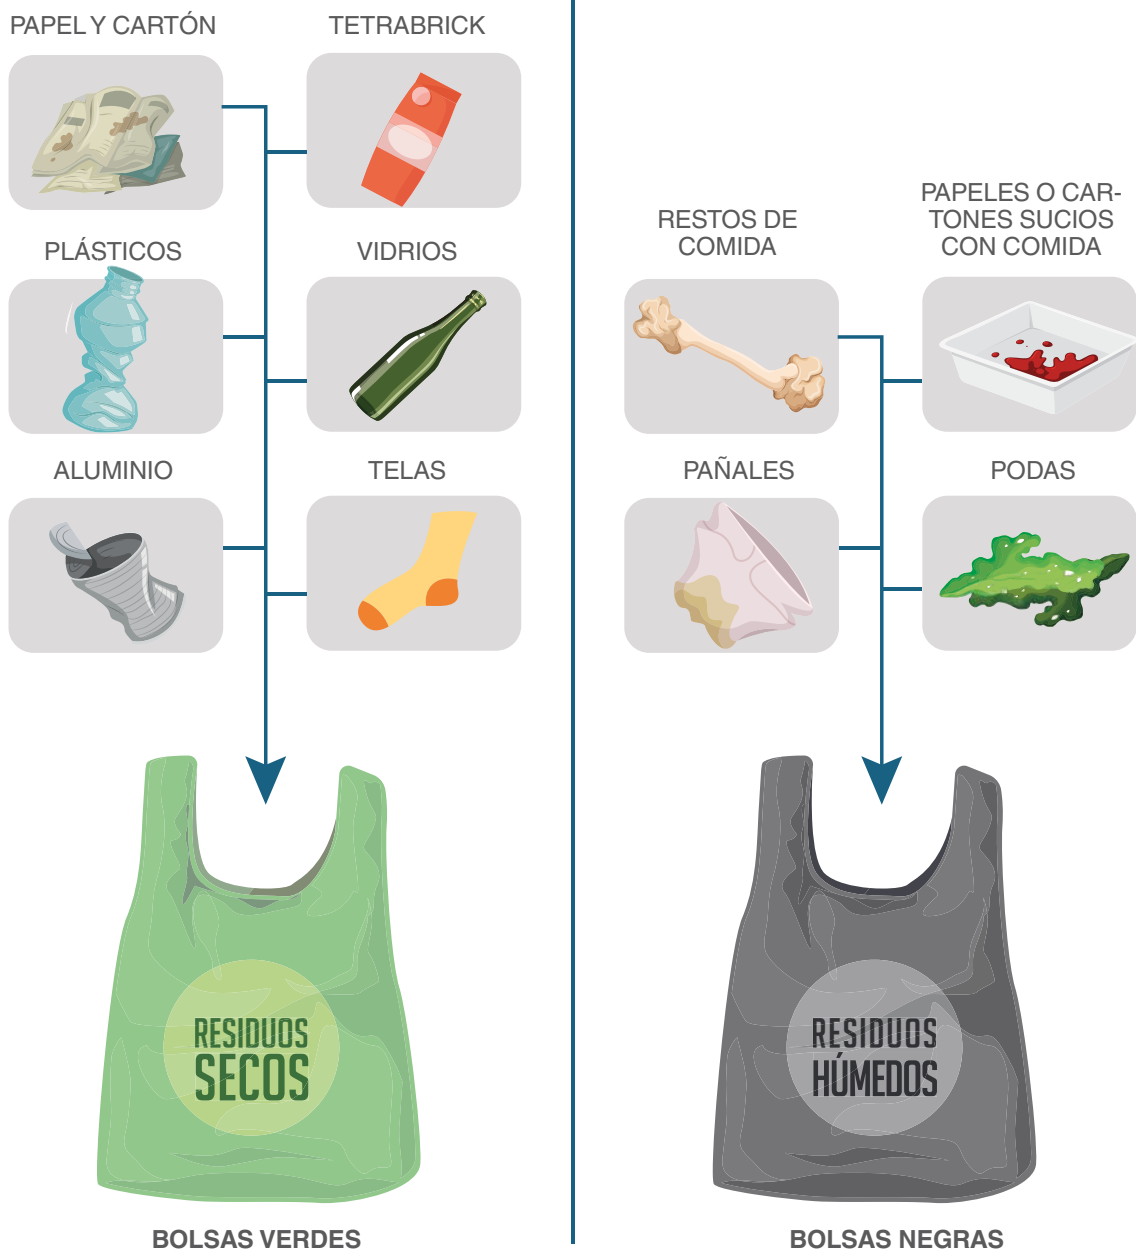 PAPEL Y CARTÓN
TETRABRICK
PLÁSTICOS
VIDRIOS
ALUMINIO
TELAS
RESIDUOS
SECOS
BOLSAS VERDES
RESTOS DE
COMIDA
PAPELES O CAR-
TONES SUCIOS
CON COMIDA
PAÑALES
PODAS
RESIDUOS
HÚMEDOS
BOLSAS NEGRAS